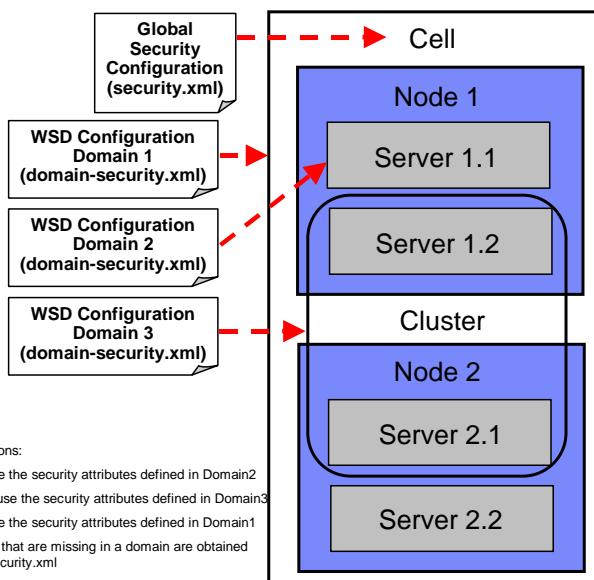 Global
Security
Configuration
(security.xml)
Cell
Node 1
WSD Configuration
Domain 1
(domain-security.xml)
Server 1.1
WSD Configuration
Domain 2
(domain-security.xml)
Server 1.2
WSD Configuration
Domain 3
(domain-security.xml)
Cluster
Node 2
Server 2.1
Server 2.2
ons:
e the security attributes defined in Domain2
use the security attributes defined in Domain3
e the security attributes defined in Domain1
that are missing in a domain are obtained
curity.xml